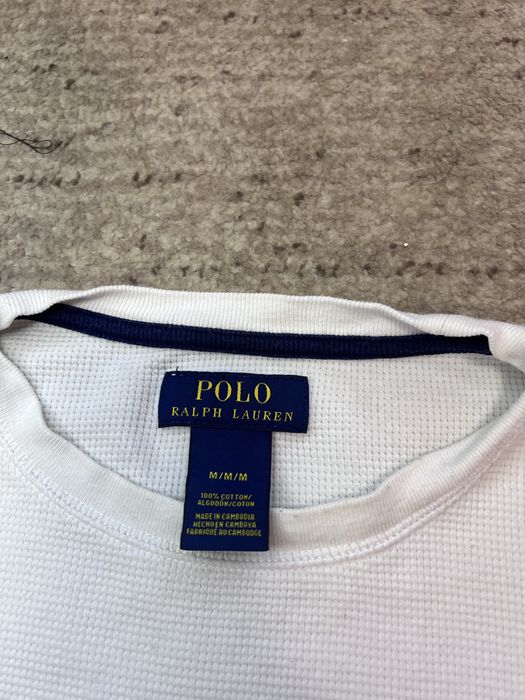 POLO
RALPH LAUREN
M/M/M
100% COTTON/
ALGODÓN/COTON
MADE IN CAMBODIA
HECHO EN CAMBOYA
FABRIQUÉ AU CAMBODGE